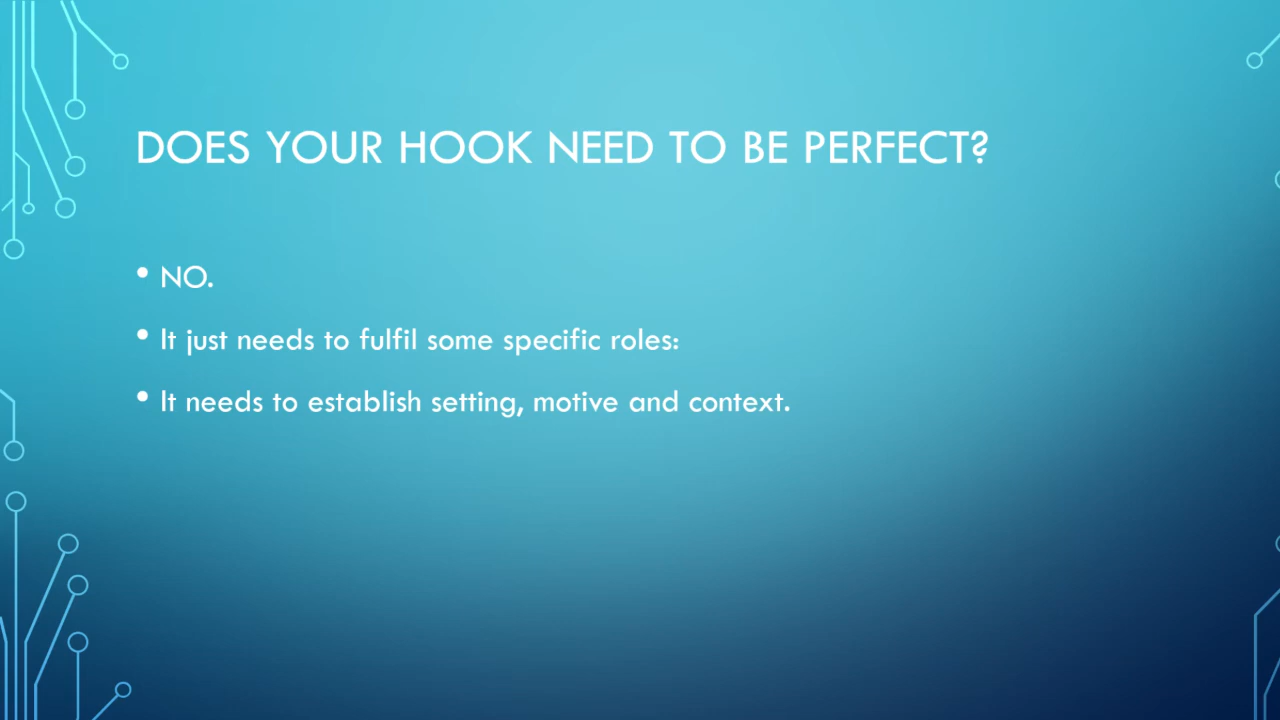 DOES YOUR HOOK NEED TO BE PERFECT?
• NO.
• It just needs to fulfil some specific roles:
• It needs to establish setting, motive and context.